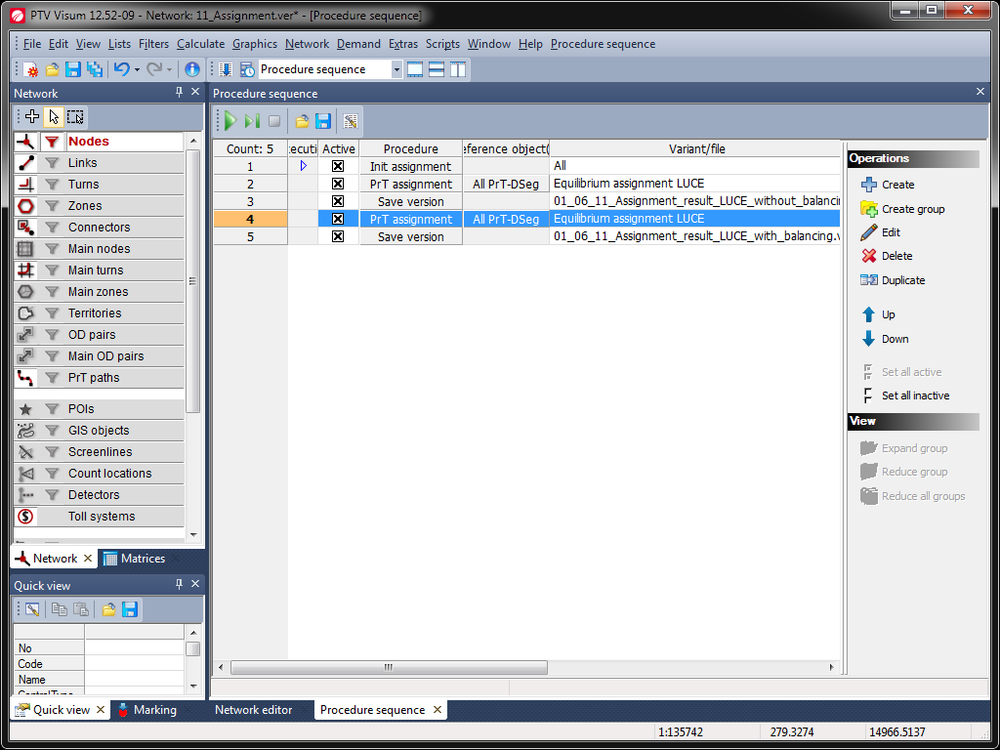 PTV Visum 12.52-09 - Network: 11_Assignment.ver* - [Procedure sequence]
File Edit View Lists Filters Calculate Graphics Network Demand Extras Scripts Window Help Procedure sequence
Procedure sequence
Network
Procedure sequence
Nodes
Links
Turns
Zones
Connectors
Main nodes
Main turns
Main zones
Territories
OD pairs
Main OD pairs
PrT paths
POIs
GIS objects
Screenlines
Count locations
Detectors
Toll systems
Network
Matrices
Quick view
No
Code
Name
ControlType
Quick view
Marking
Count: 5 Active Procedure Variant/file
1 Init assignment All
2 PrT assignment All PrT-DSeg Equilibrium assignment LUCE
3 Save version 01_06_11_Assignment_result_LUCE_without_balancin
4 PrT assignment All PrT-DSeg Equilibrium assignment LUCE
5 Save version 01_06_11_Assignment_result_LUCE_with_balancing.v
Operations
Create
Create group
Edit
Delete
Duplicate
Up
Down
Set all active
Set all inactive
View
Expand group
Reduce group
Reduce all groups
Network editor
Procedure sequence
1:135742
279.3274
14966.5137